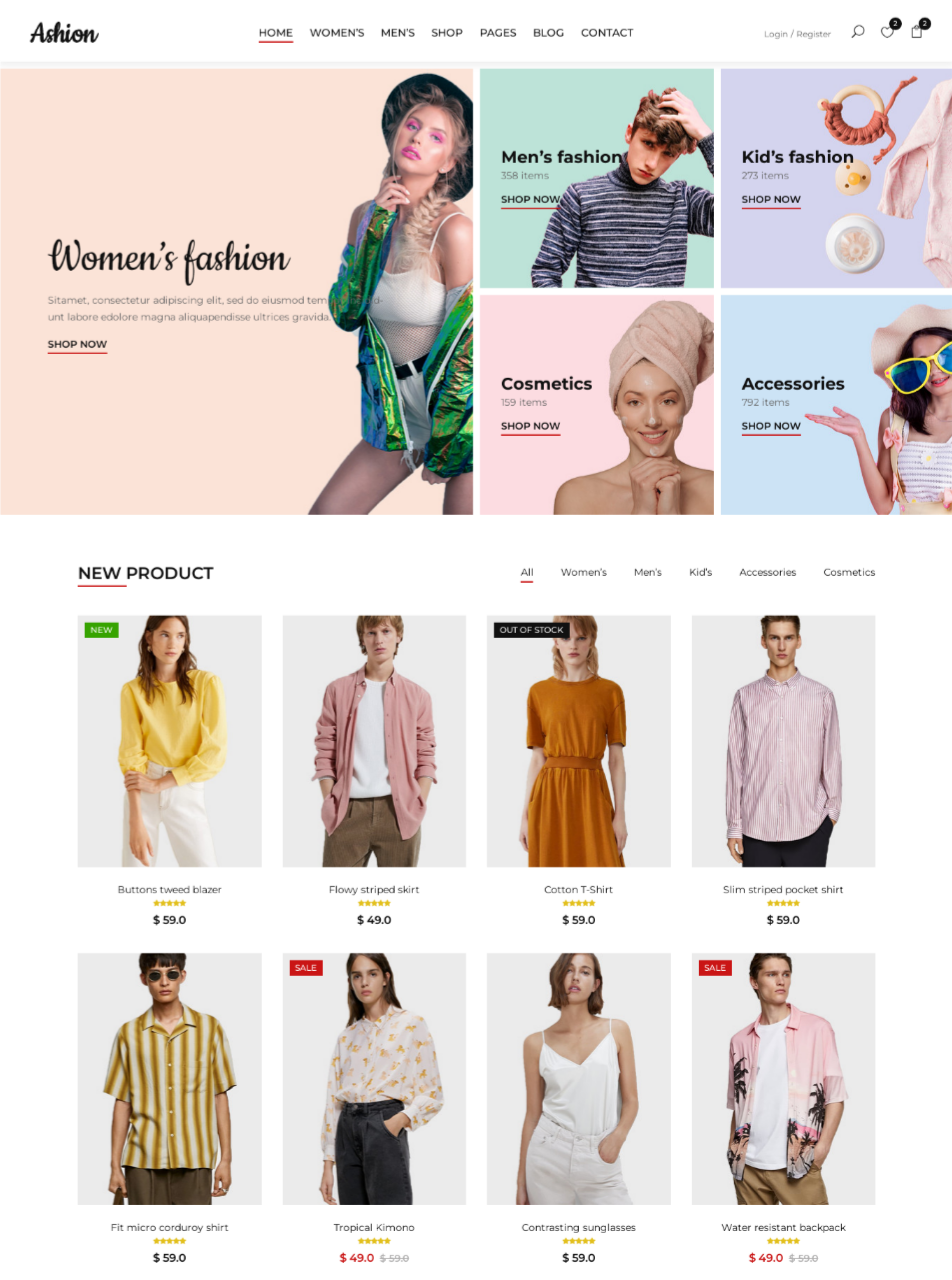 Ashion
HOME WOMEN'S MEN'S SHOP PAGES BLOG CONTACT
Login / Register
2
2
Women's fashion
Sitamet, consectetur adipiscing elit, sed do eiusmod
unt labore edolore magna aliquapendisse ultrices gravida.
SHOP NOW
Men's fashion
358 items
SHOP NOW
Kid's fashion
273 items
SHOP NOW
Cosmetics
159 items
SHOP NOW
Accessories
792 items
SHOP NOW
NEW PRODUCT
All Women's Men's Kid's Accessories Cosmetics
NEW
OUT OF STOCK
Buttons tweed blazer
$ 59.0
Flowy striped skirt
$ 49.0
Cotton T-Shirt
$ 59.0
Slim striped pocket shirt
$ 59.0
SALE
SALE
Fit micro corduroy shirt
$ 59.0
Tropical Kimono
$ 49.0 $ 59.0
Contrasting sunglasses
$ 59.0
Water resistant backpack
$ 49.0 $ 59.0